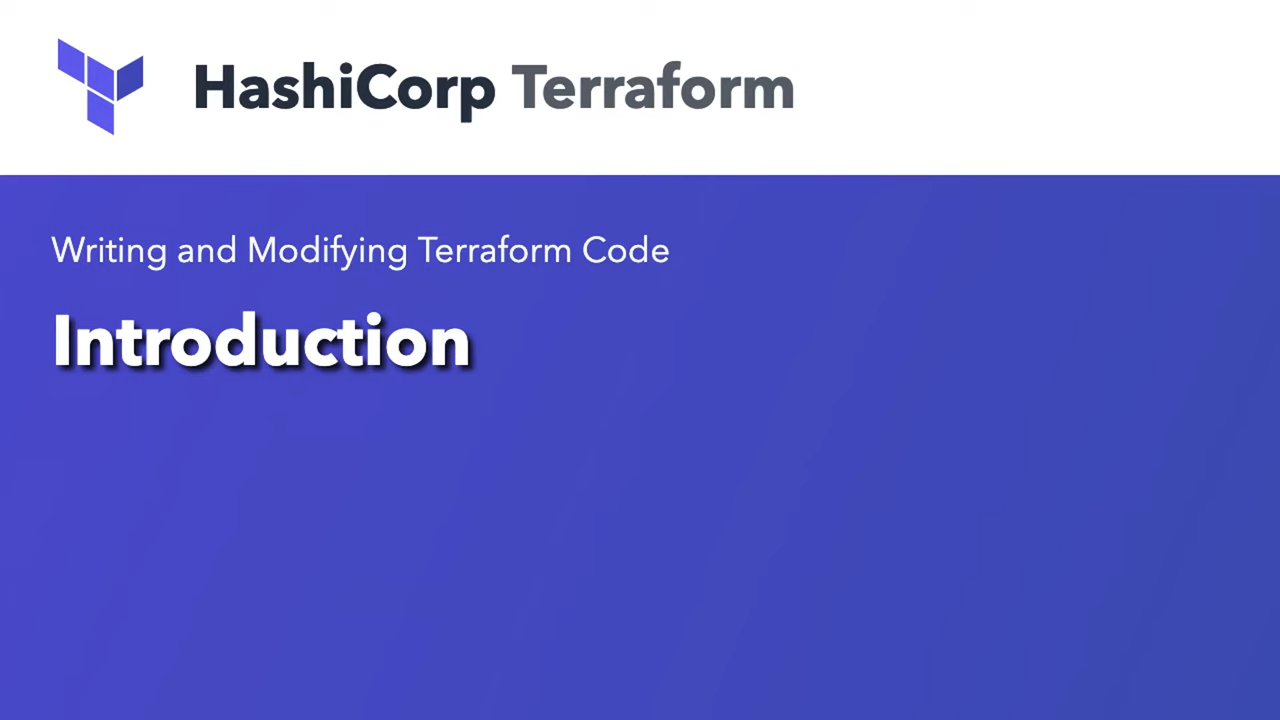 HashiCorp Terraform
Writing and Modifying Terraform Code
Introduction